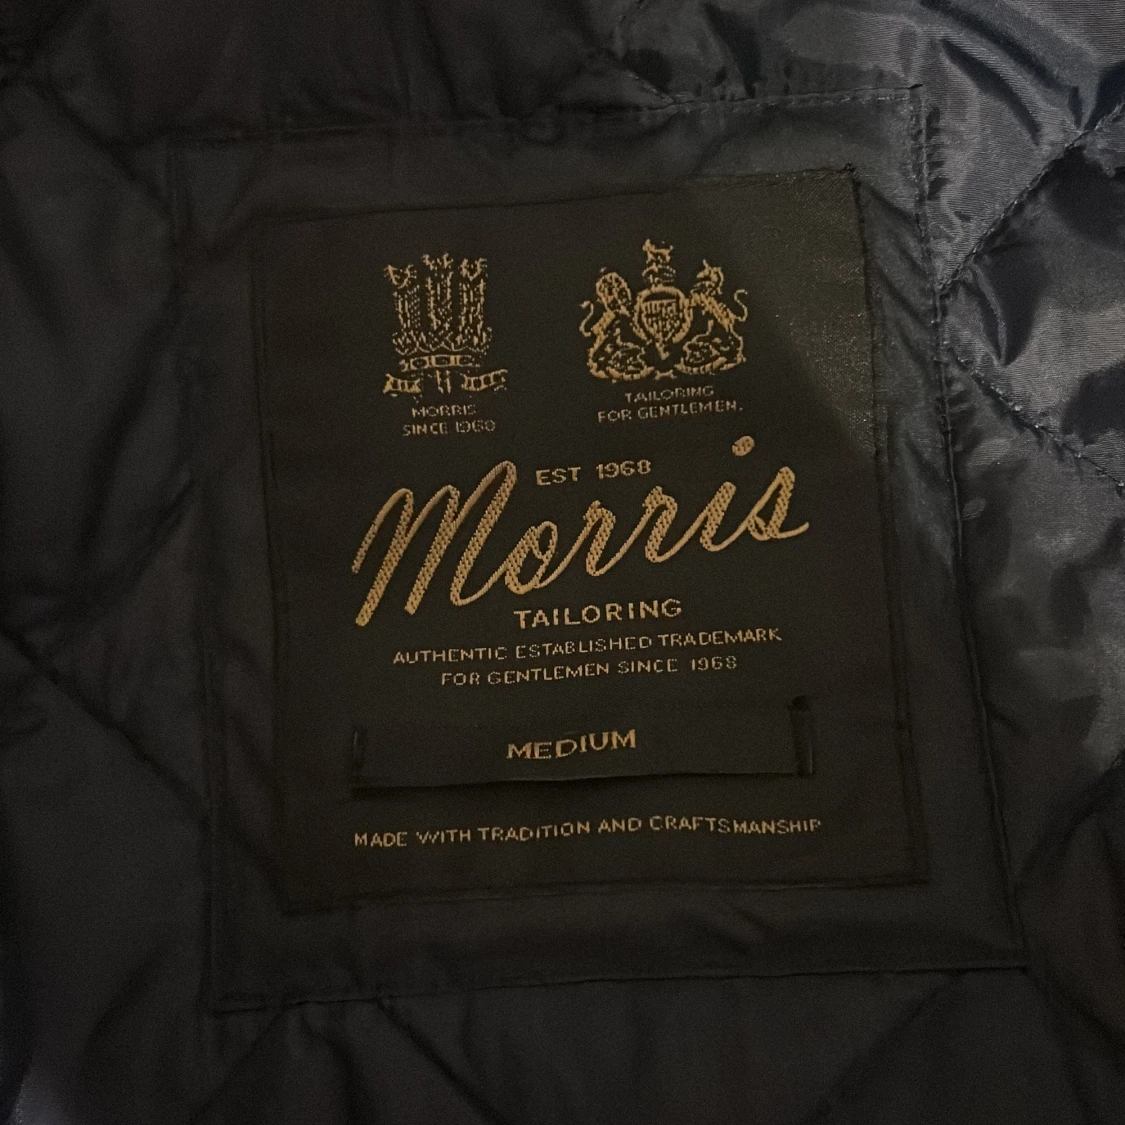 MORRIS
SINCE 1968
TAILORING
FOR GENTLEMEN.
EST 1968
Morris
TAILORING
AUTHENTIC ESTABLISHED TRADEMARK
FOR GENTLEMEN SINCE 1968
MEDIUM
MADE WITH TRADITION AND CRAFTSMANSHIP